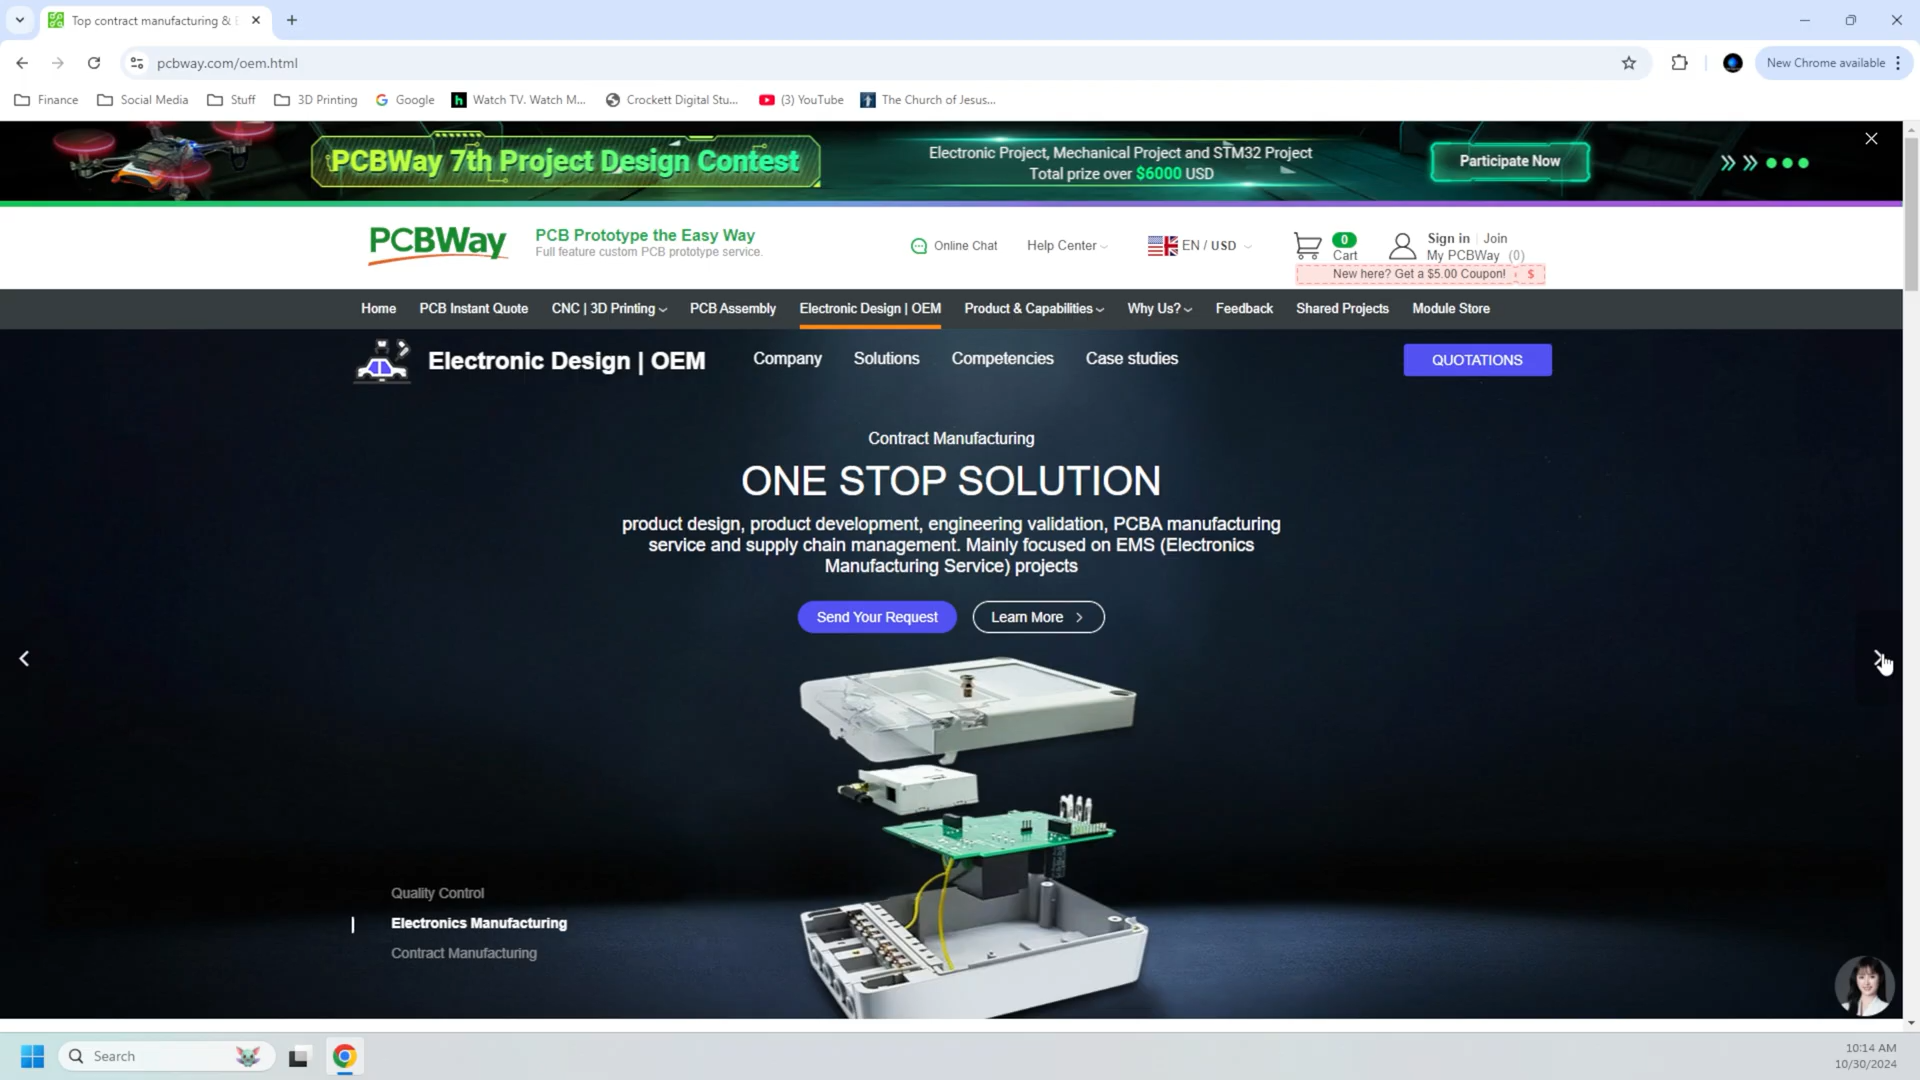 Top contract manufacturing &
pcbway.com/oem.html
New Chrome available
Finance
Social Media
Stuff
3D Printing
Google
Watch TV. Watch M...
Crockett Digital Stu...
(3) YouTube
The Church of Jesus...
PCBWay 7th Project Design Contest
Electronic Project, Mechanical Project and STM32 Project
Total prize over $6000 USD
Participate Now
PCBWay
PCB Prototype the Easy Way
Full feature custom PCB prototype service.
Online Chat
Help Center
EN / USD
0
Cart
Sign in
Join
My PCBWay (0)
New here? Get a $5.00 Coupon!
$
Home
PCB Instant Quote
CNC | 3D Printing
PCB Assembly
Electronic Design | OEM
Product & Capabilities
Why Us?
Feedback
Shared Projects
Module Store
Electronic Design | OEM
Company
Solutions
Competencies
Case studies
QUOTATIONS
Contract Manufacturing
ONE STOP SOLUTION
product design, product development, engineering validation, PCBA manufacturing
service and supply chain management. Mainly focused on EMS (Electronics
Manufacturing Service) projects
Send Your Request
Learn More
Quality Control
Electronics Manufacturing
Contract Manufacturing
Search
10:14 AM
10/30/2024